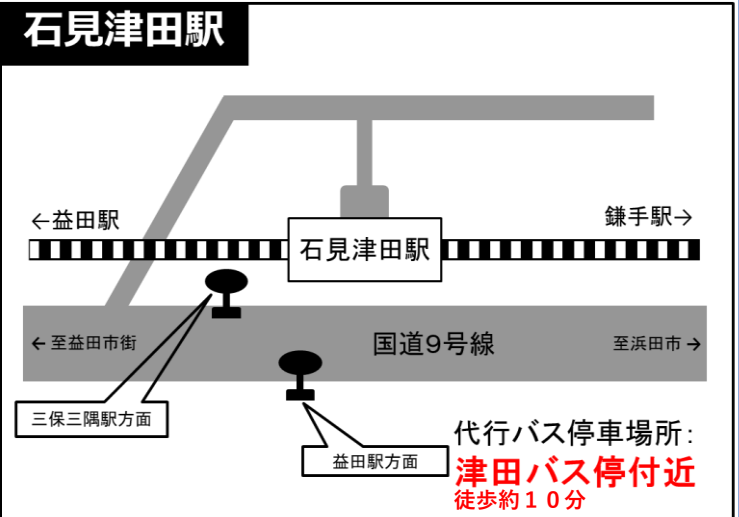 石見津田駅
←益田駅
鎌手駅→
石見津田駅
←至益田市街
国道9号線
至浜田市→
三保三隅駅方面
益田駅方面
代行バス停車場所:
津田バス停付近
徒歩約10分